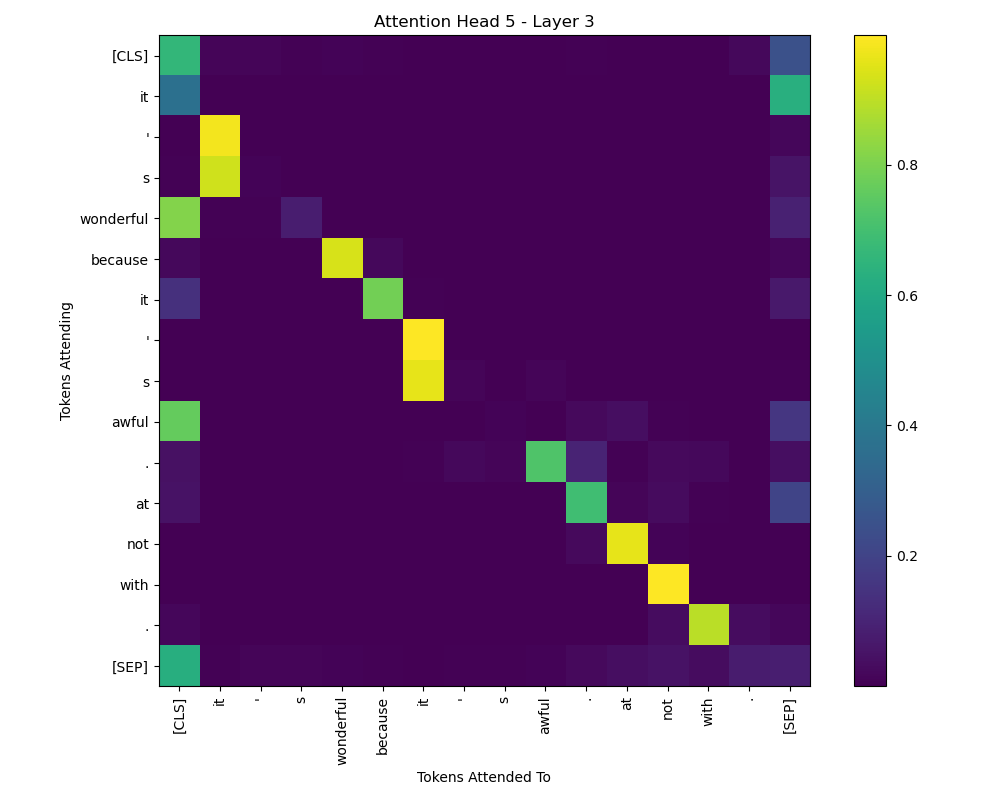 Attention Head 5 - Layer 3
[CLS]
it
'
s
wonderful
because
it
'
s
awful
.
at
not
with
.
[SEP]
Tokens Attending
[CLS]
it
'
s
wonderful
because
it
'
s
awful
.
at
not
with
.
[SEP]
Tokens Attended To
0.8
0.6
0.4
0.2